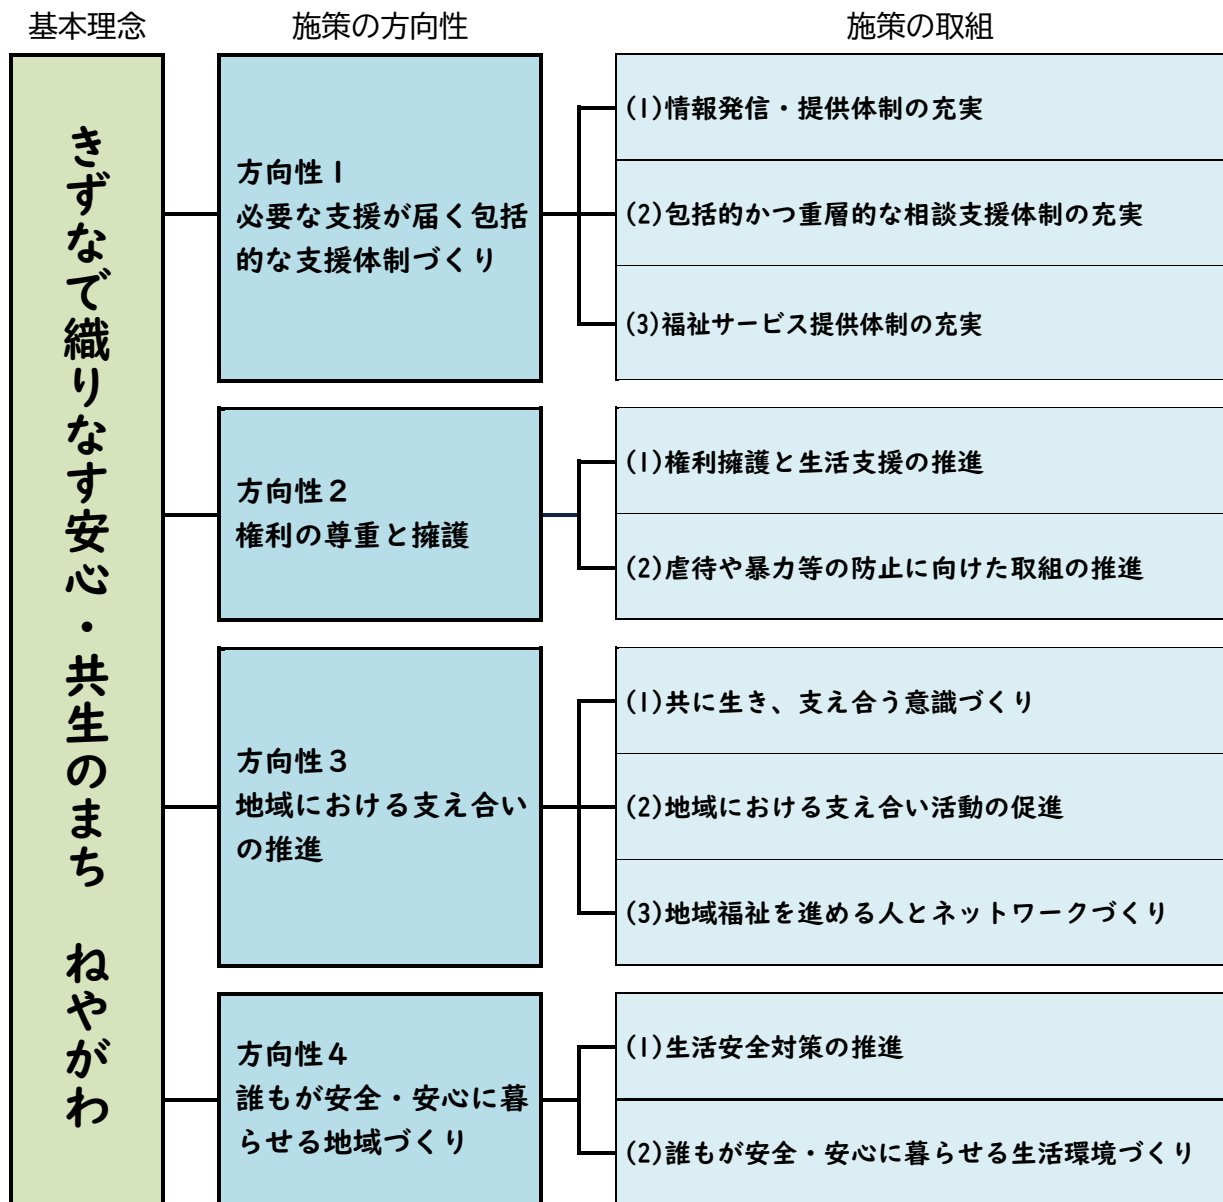 基本理念
施策の方向性
施策の取組
きずなで織りなす安心・共生のまち　ねやがわ
方向性１
必要な支援が届く包括
的な支援体制づくり
(1)情報発信・提供体制の充実
(2)包括的かつ重層的な相談支援体制の充実
(3)福祉サービス提供体制の充実
方向性２
権利の尊重と擁護
(1)権利擁護と生活支援の推進
(2)虐待や暴力等の防止に向けた取組の推進
方向性３
地域における支え合い
の推進
(1)共に生き、支え合う意識づくり
(2)地域における支え合い活動の促進
(3)地域福祉を進める人とネットワークづくり
方向性４
誰もが安全・安心に暮
らせる地域づくり
(1)生活安全対策の推進
(2)誰もが安全・安心に暮らせる生活環境づくり